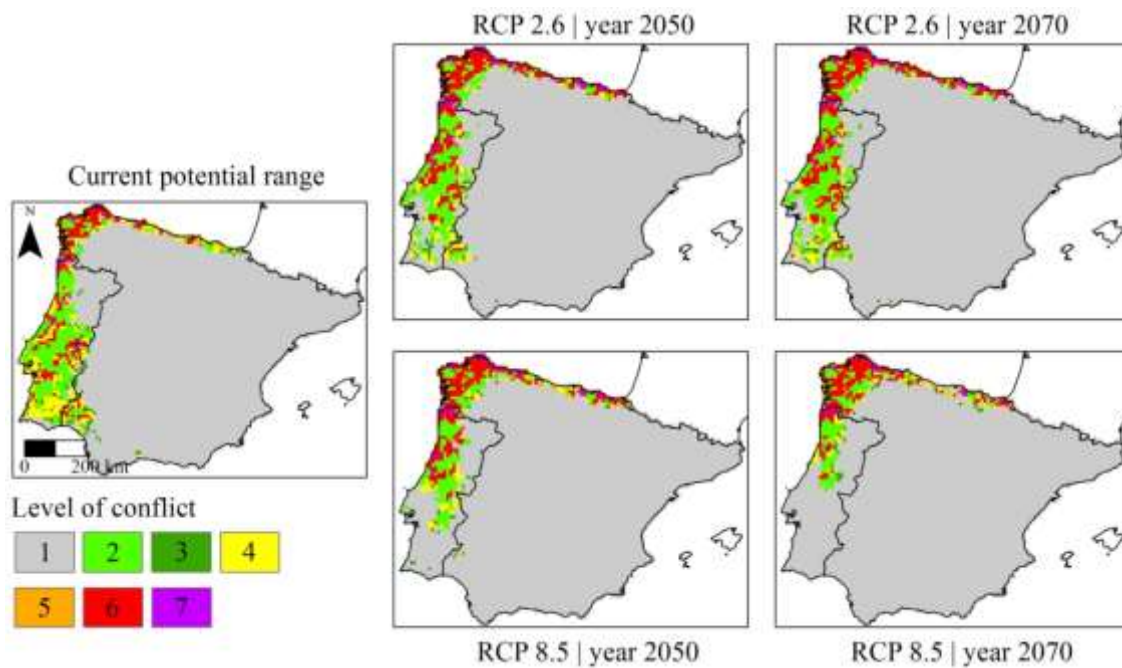 RCP 2.6 | year 2050
RCP 2.6 | year 2070
Current potential range
N
0 200 km
Level of conflict
1 2 3 4
5 6 7
RCP 8.5 | year 2050
RCP 8.5 | year 2070